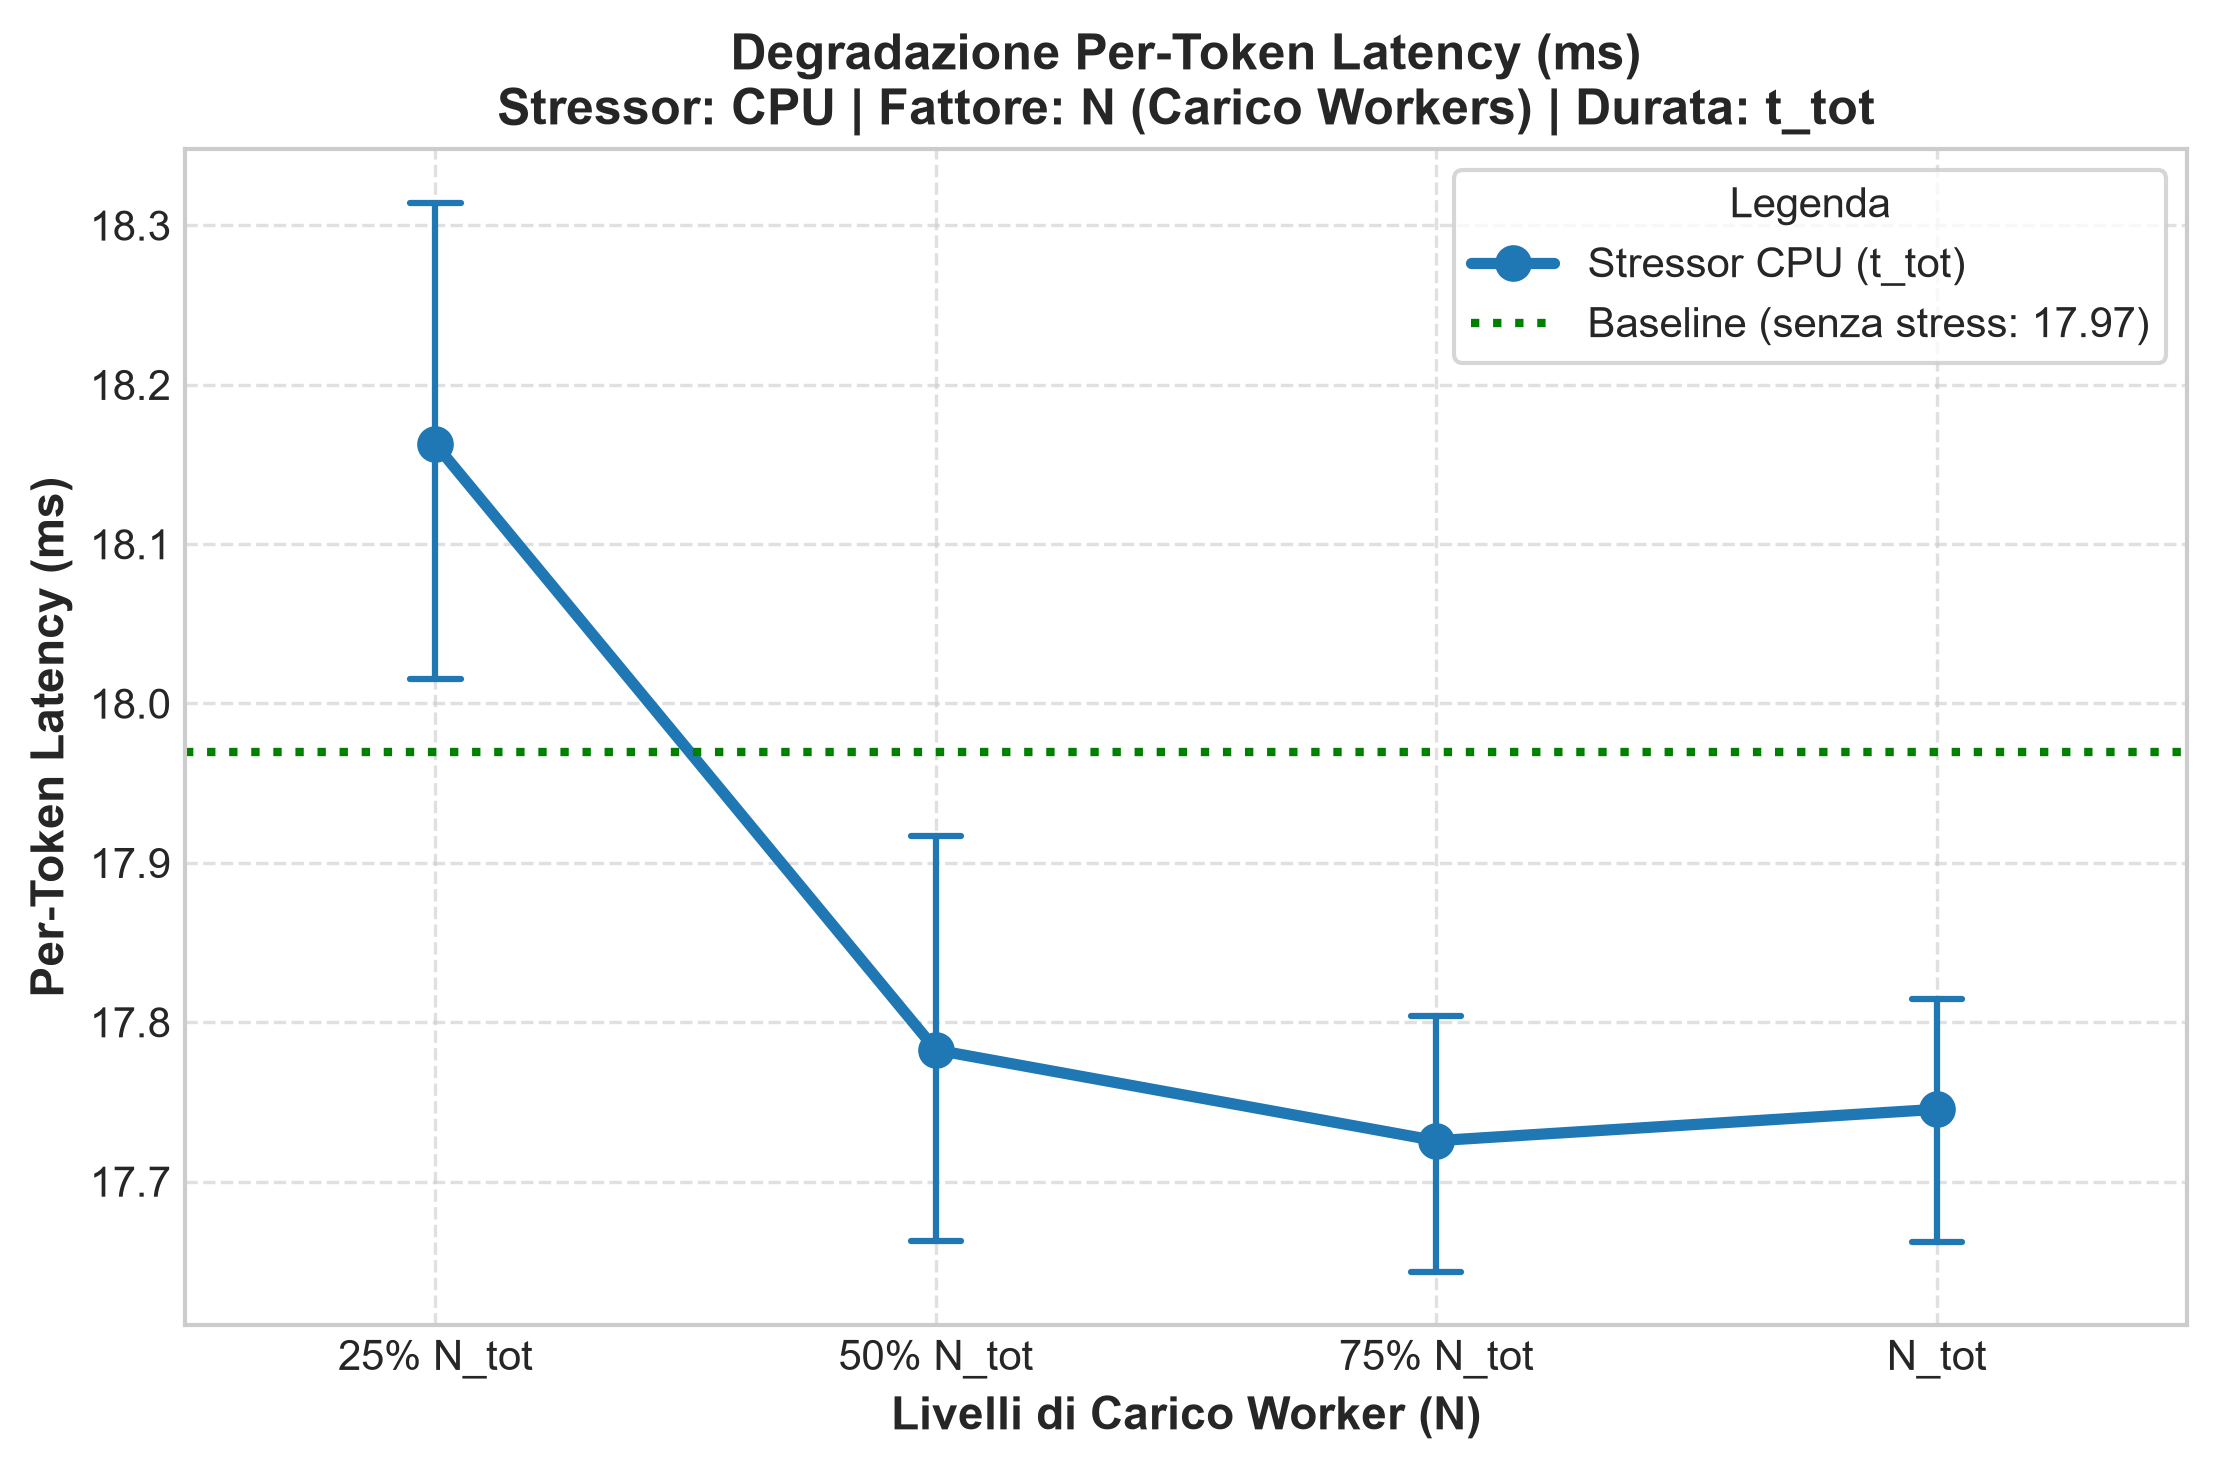 Degradazione Per-Token Latency (ms)
Stressor: CPU | Fattore: N (Carico Workers) | Durata: t_tot
Legenda
Stressor CPU (t_tot)
Baseline (senza stress: 17.97)
Per-Token Latency (ms)
18.3
18.2
18.1
18.0
17.9
17.8
17.7
25% N_tot
50% N_tot
75% N_tot
N_tot
Livelli di Carico Worker (N)